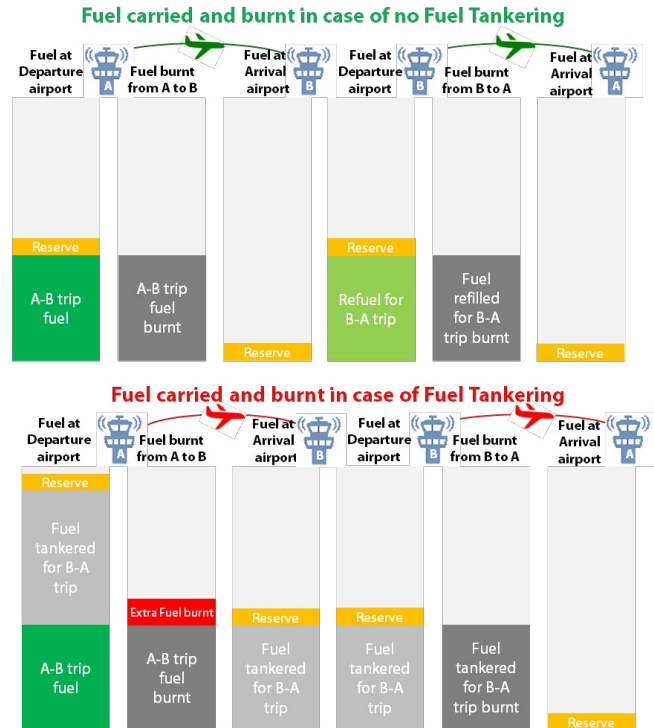 Fuel carried and burnt in case of no Fuel Tankering
Fuel at
Departure
airport
A
Fuel burnt
from A to B
Fuel at
Arrival
airport
B
Fuel at
Departure
airport
B
Fuel burnt
from B to A
Fuel at
Arrival
airport
A
Reserve
A-B trip
fuel
A-B trip
fuel
burnt
Reserve
Reserve
Refuel for
B-A trip
Fuel
refilled
for B-A
trip burnt
Reserve
Fuel carried and burnt in case of Fuel Tankering
Fuel at
Departure
airport
A
Fuel burnt
from A to B
Fuel at
Arrival
airport
B
Fuel at
Departure
airport
B
Fuel burnt
from B to A
Fuel at
Arrival
airport
A
Reserve
Fuel
tankered
for B-A
trip
A-B trip
fuel
Extra Fuel burnt
A-B trip
fuel
burnt
Reserve
Fuel
tankered
for B-A
trip
Reserve
Fuel
tankered
for B-A
trip
Fuel
tankered
for B-A
trip burnt
Reserve